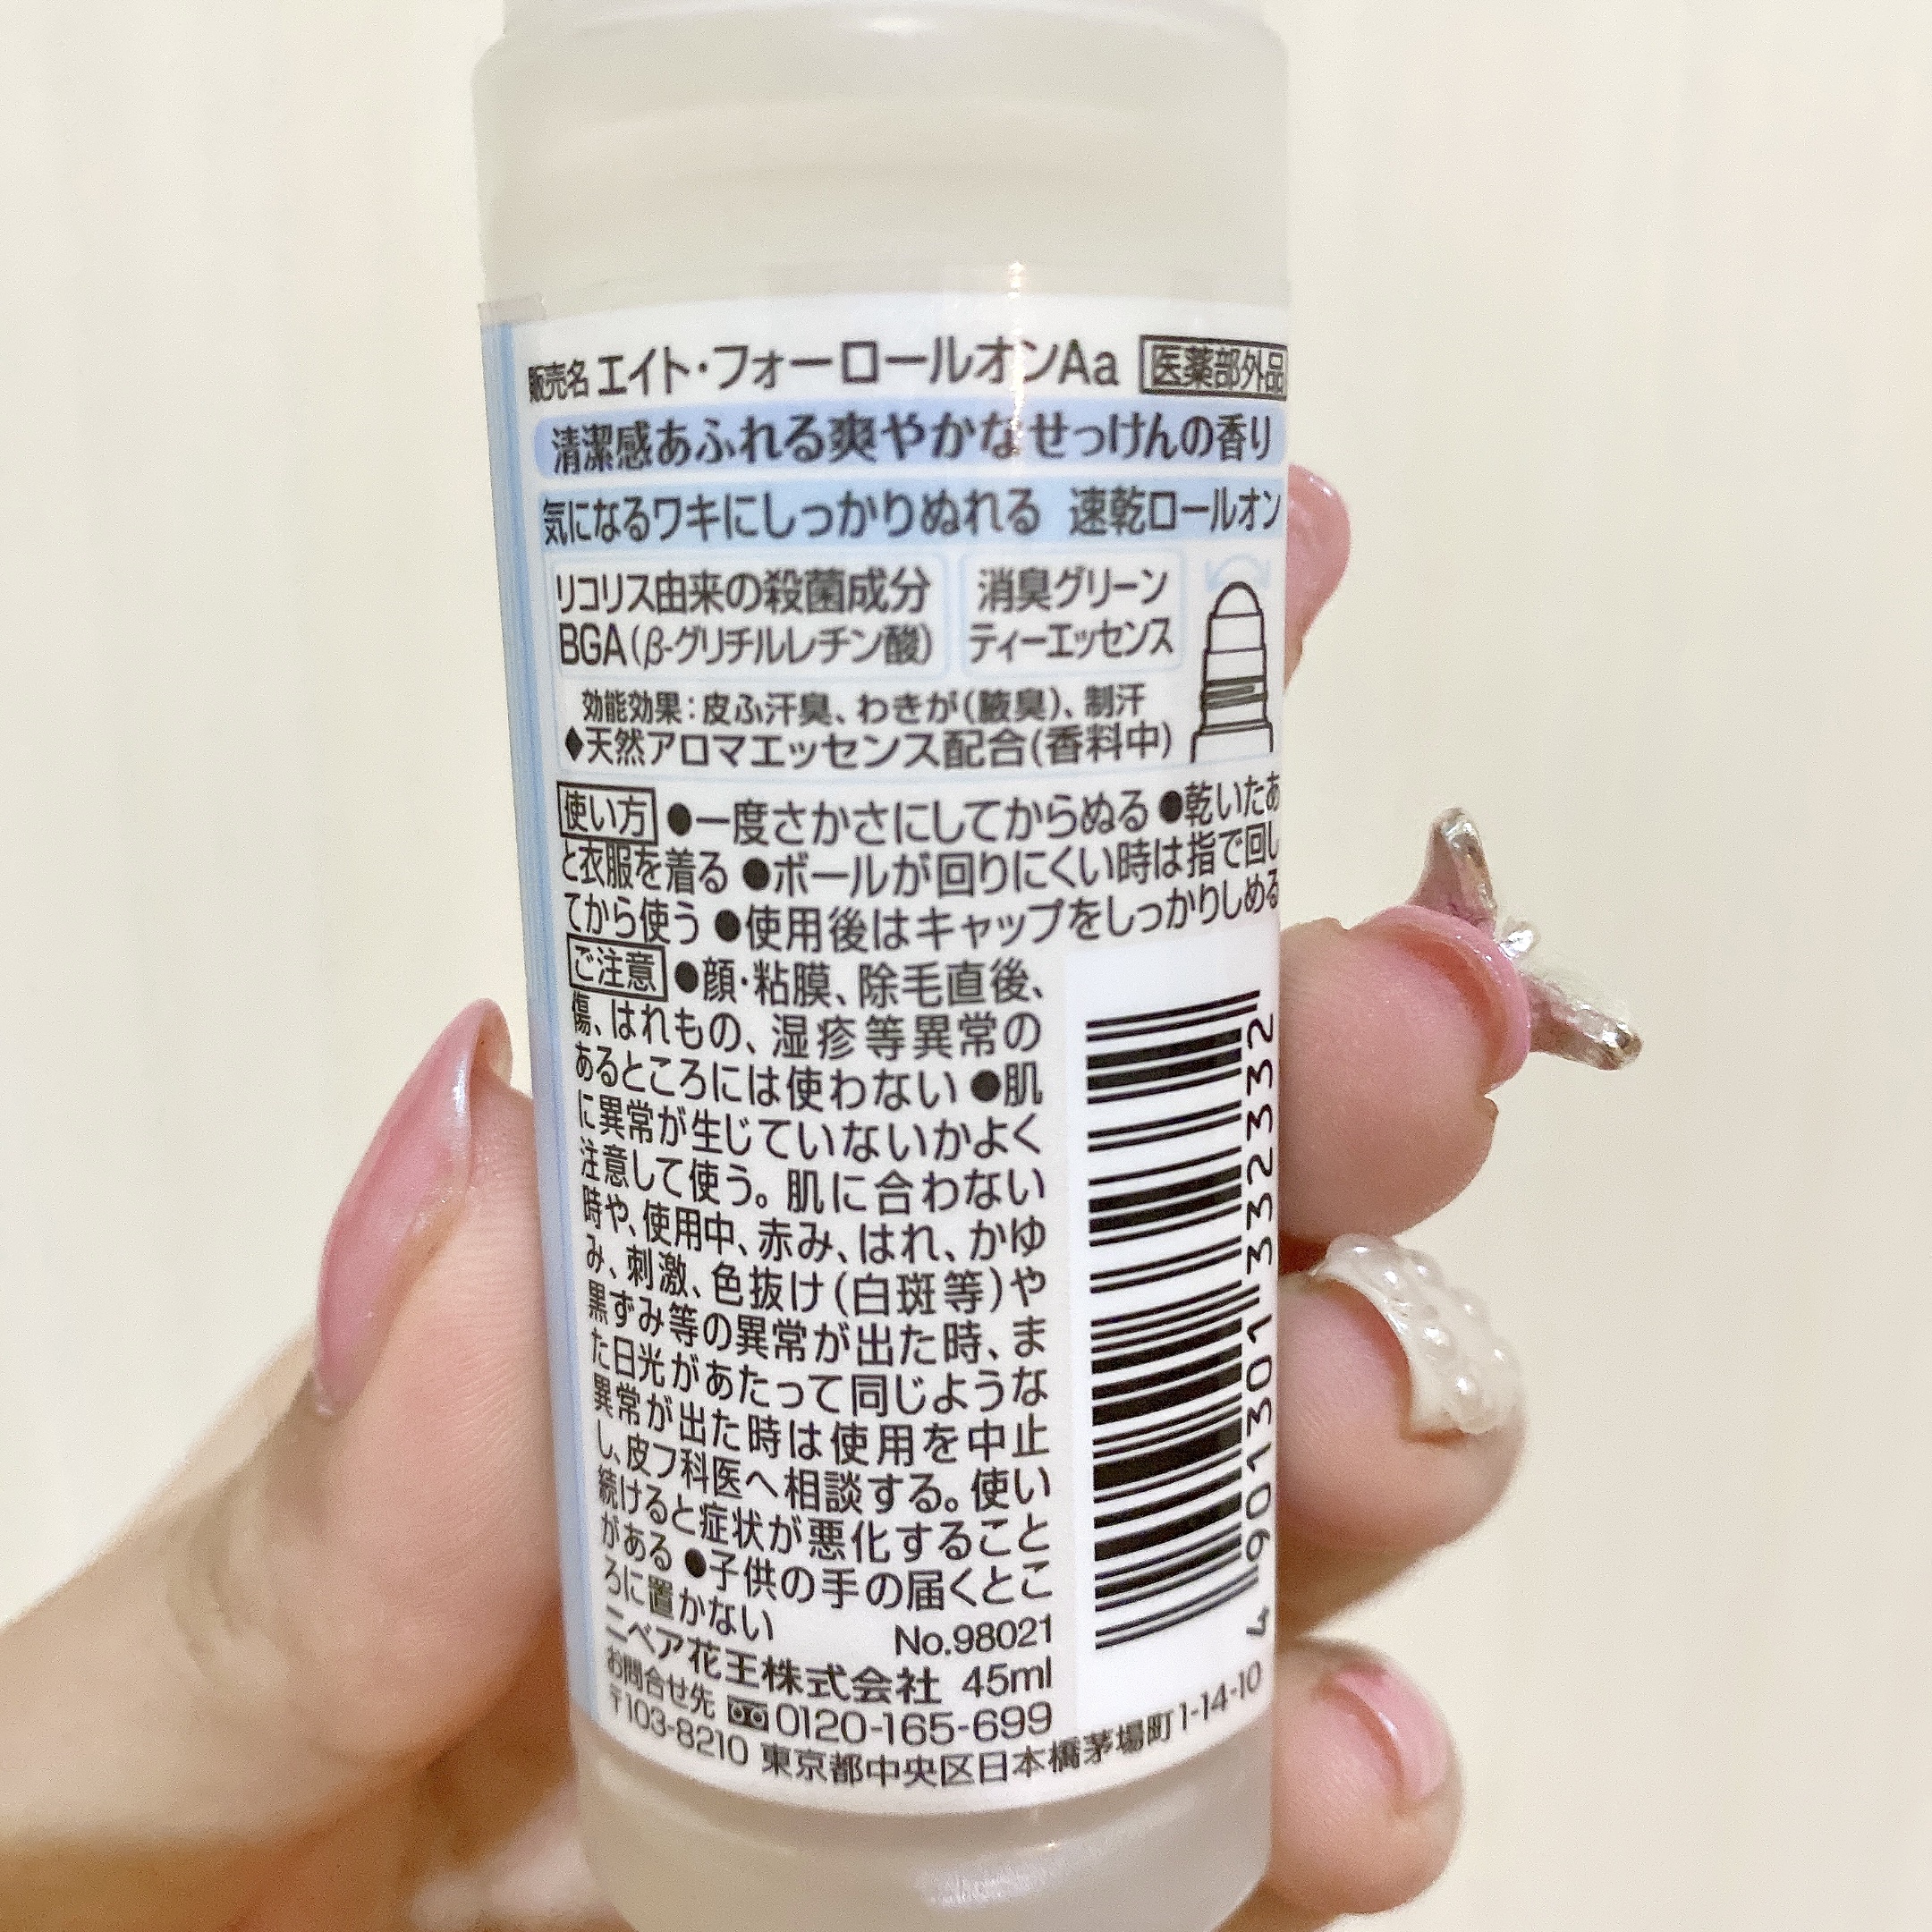 販売名 エイト・フォーロールオンAa 医薬部外品
清潔感あふれる爽やかなせっけんの香り
気になるワキにしっかりぬれる 速乾ロールオン
リコリス由来の殺菌成分
BGA(β-グリチルレチン酸)
消臭グリーン
ティーエッセンス
効能効果:皮ふ汗臭、わきが(腋臭)、制汗
◆天然アロマエッセンス配合(香料中)
使い方 ●一度さかさにしてからぬる ●乾いたあ
と衣服を着る ●ボールが回りにくい時は指で回し
てから使う ●使用後はキャップをしっかりしめる
ご注意 ●顔・粘膜、除毛直後、
傷、はれもの、湿疹等異常の
あるところには使わない ●肌
に異常が生じていないかよく
注意して使う。肌に合わない
時や、使用中、赤み、はれ、かゆ
み、刺激、色抜け(白斑等)や
黒ずみ等の異常が出た時、ま
た日光があたって同じような
異常が出た時は使用を中止
し、皮フ科医へ相談する。使い
続けると症状が悪化すること
がある ●子供の手の届くとこ
ろに置かない
No.98021
ニベア花王株式会社 45ml
お問合せ先 0120-165-699
〒103-8210 東京都中央区日本橋茅場町1-14-10
4 901301 332332